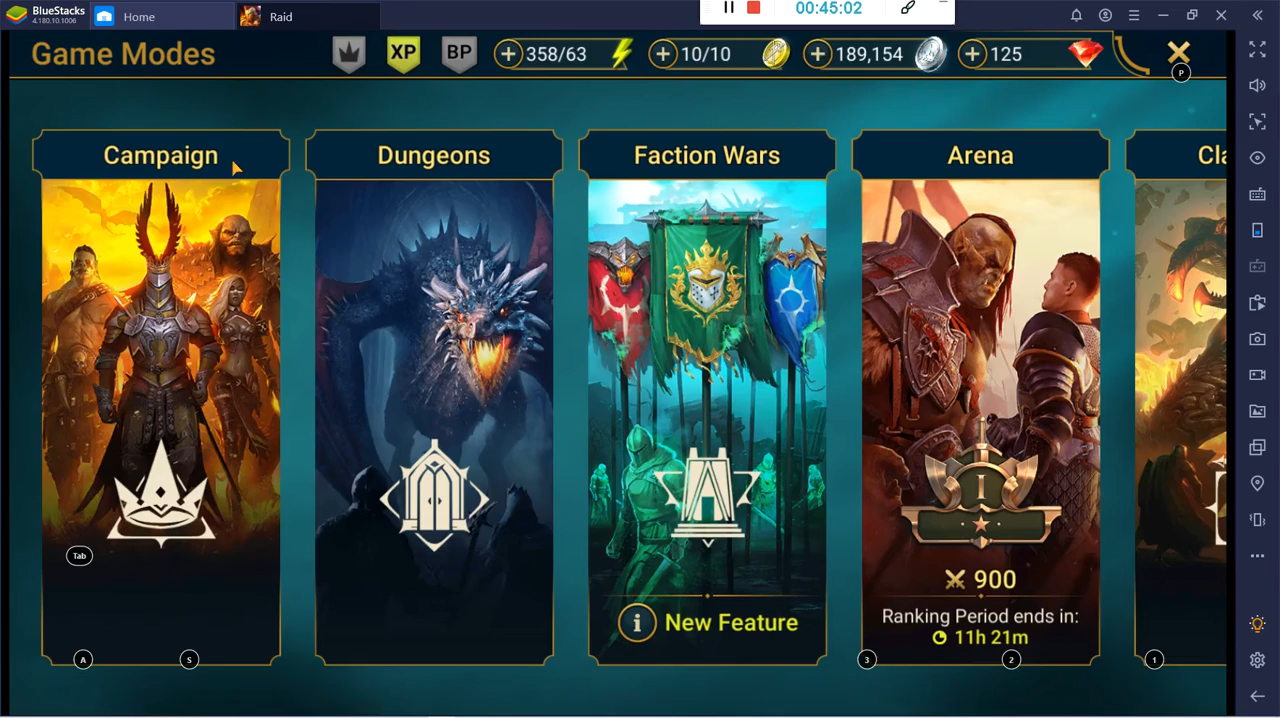 BlueStacks
4.180.10.1006
Home
Raid
00:45:02
Game Modes
XP
BP
358/63
10/10
189,154
125
P
Campaign
Dungeons
Faction Wars
Arena
Cla
Tab
I
900
i New Feature
Ranking Period ends in:
11h 21m
A
S
3
2
1